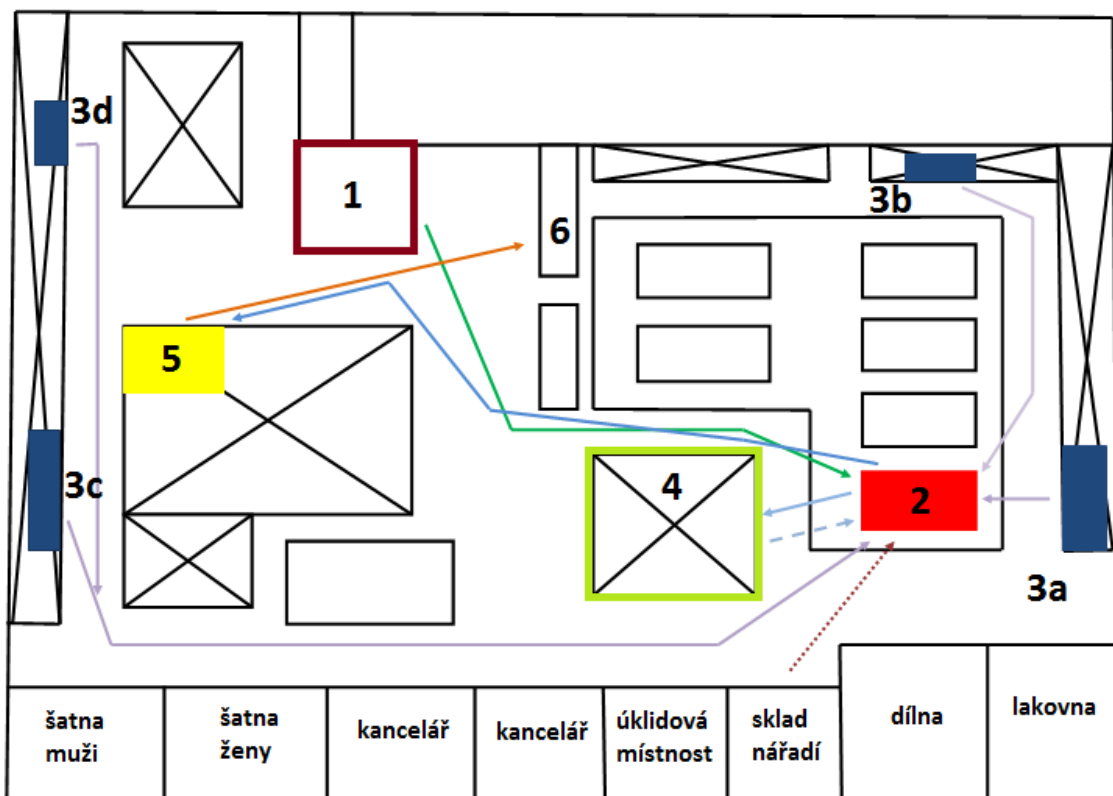 3d
1
3b
6
5
3c
4
2
3a
šatna
muži
šatna
ženy
kancelář
kancelář
úklidová
místnost
sklad
nářadí
dílna
lakovna